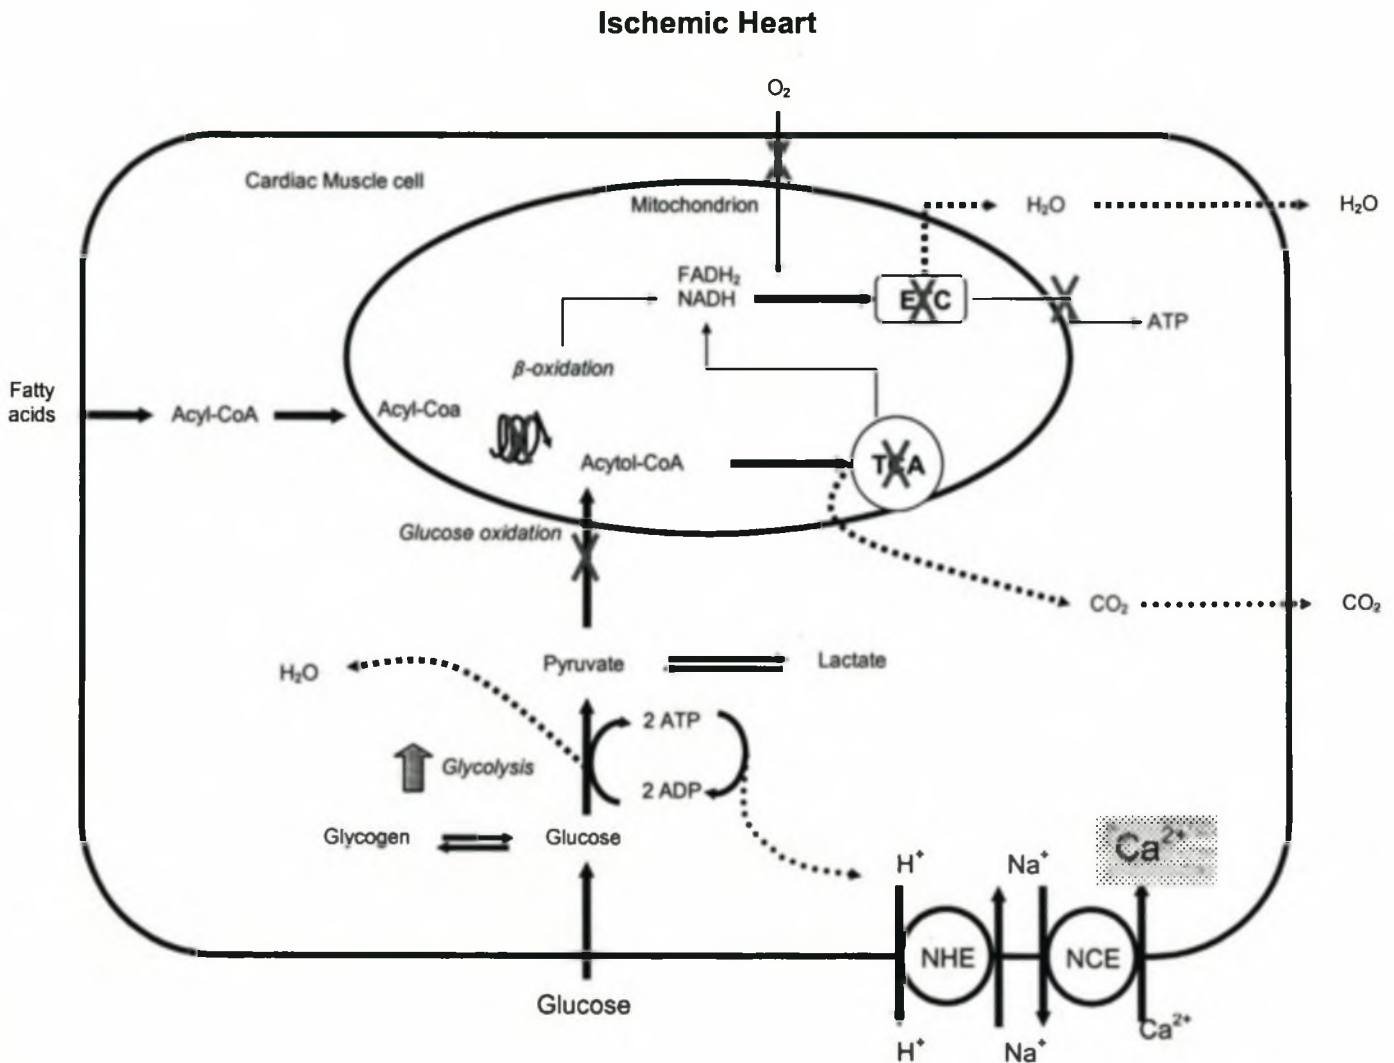 Ischemic Heart
O₂
Cardiac Muscle cell
Mitochondrion
H₂O
H₂O
FADH₂
NADH
ETC
ATP
β-oxidation
Fatty
acids
Acyl-CoA
Acyl-Coa
Acytol-CoA
TCA
Glucose oxidation
CO₂
CO₂
Pyruvate
Lactate
H₂O
2 ATP
Glycolysis
2 ADP
Glycogen
Glucose
H⁺
Na⁺
Ca²⁺
NHE
NCE
Glucose
H⁺
Na⁺
Ca²⁺